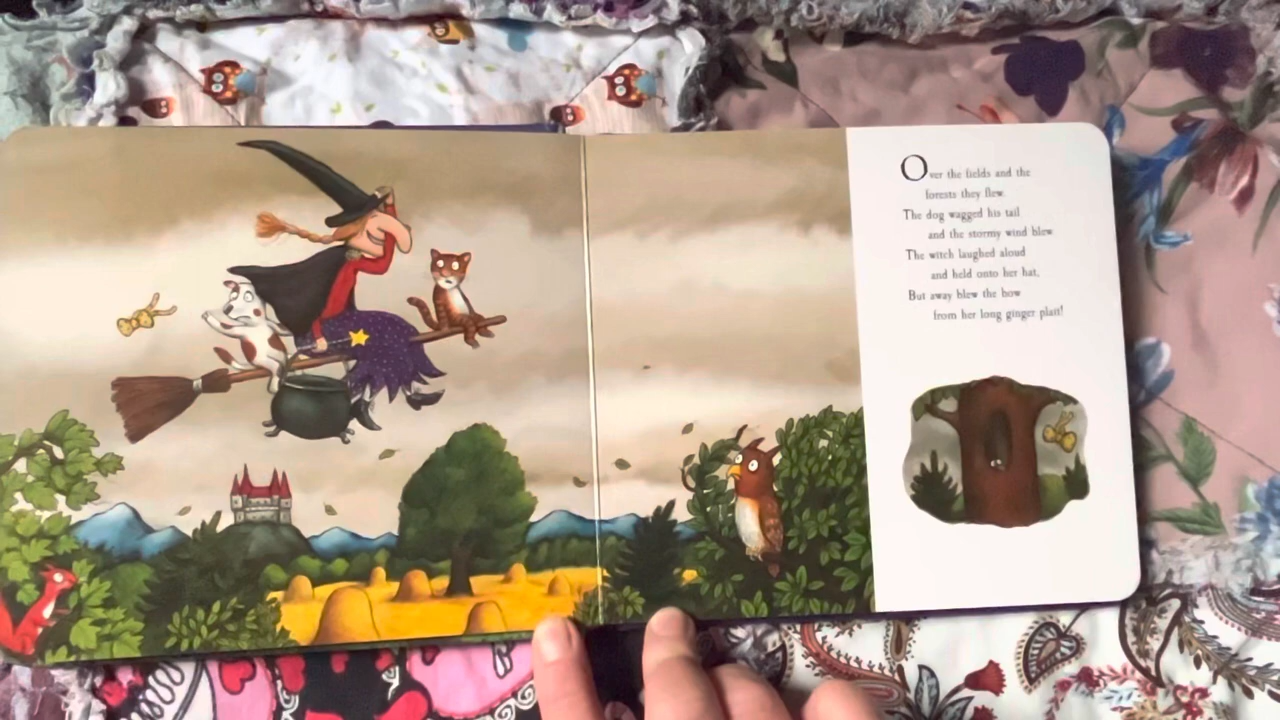 Over the fields and the
forests they flew.
The dog wagged his tail
and the stormy wind blew
The witch laughed aloud
and held onto her hat,
But away blew the bow
from her long ginger plait!